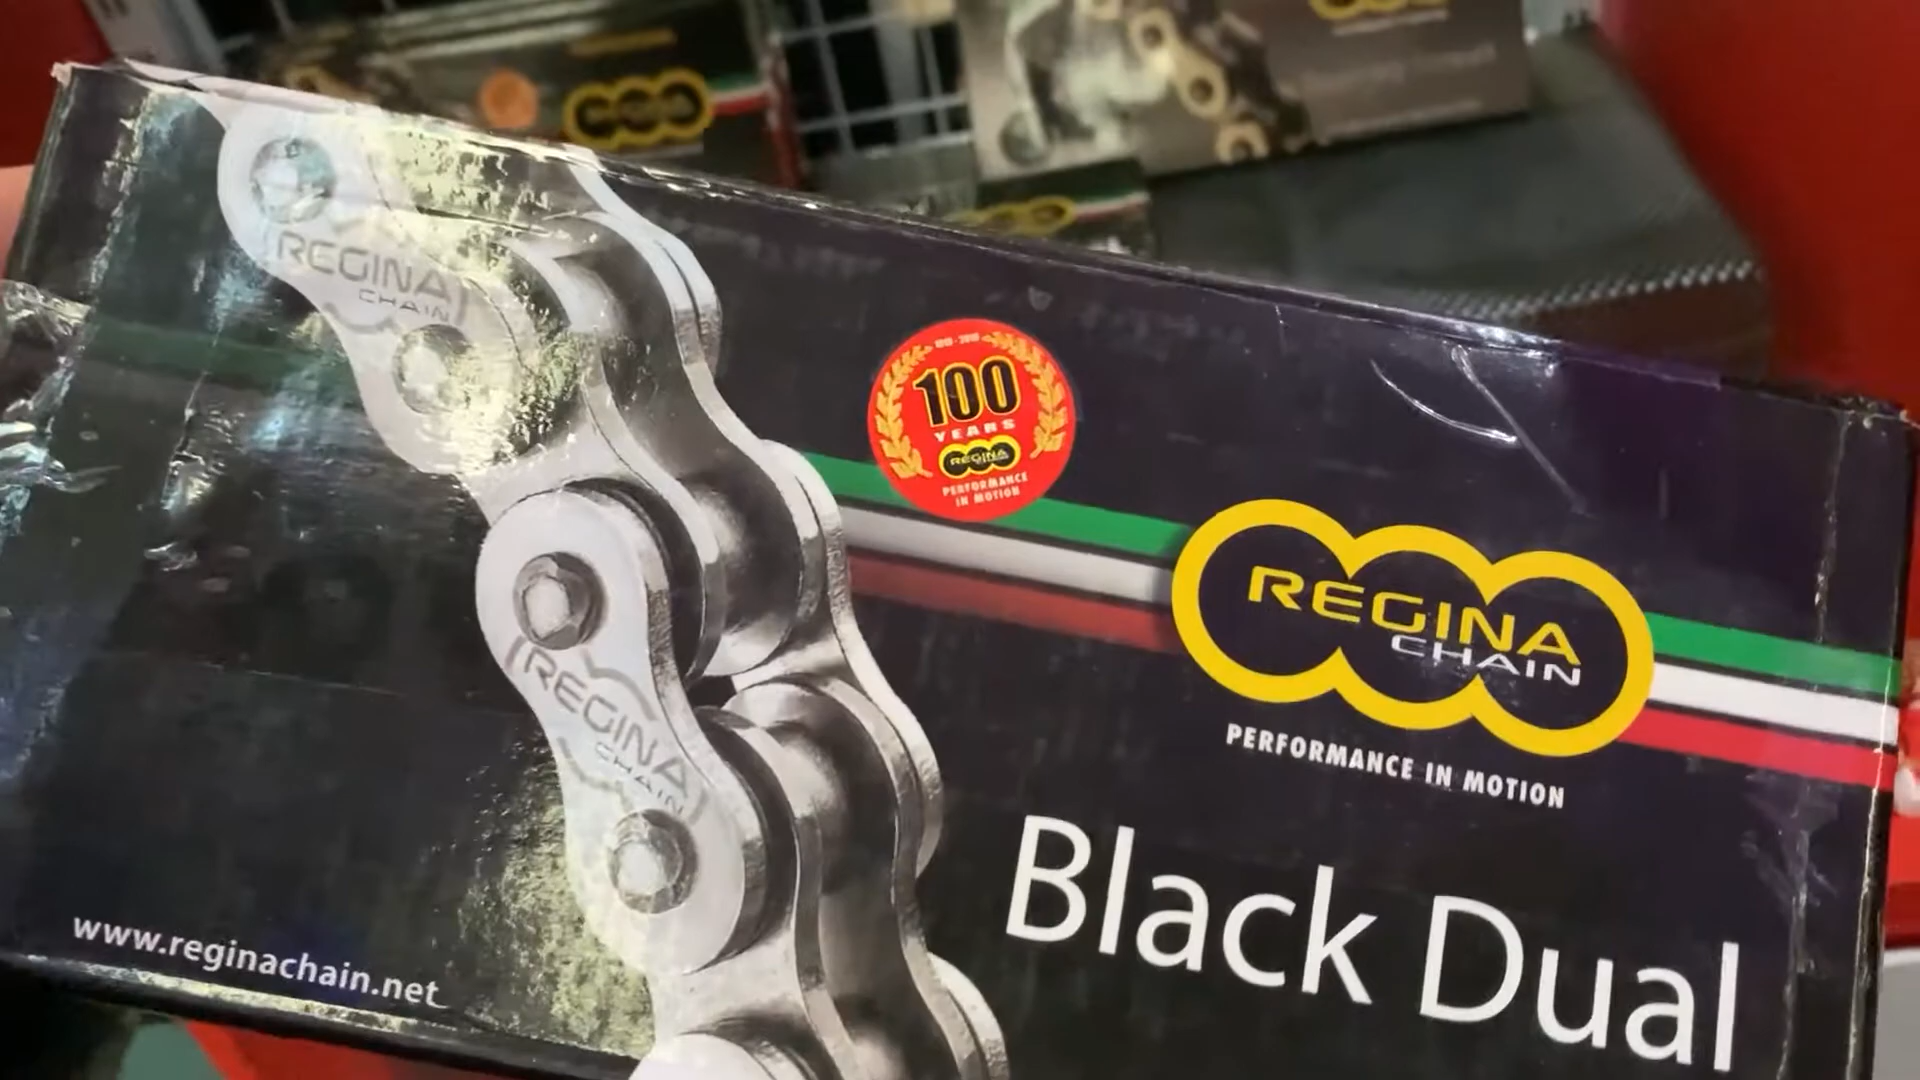 REGINA
CHAIN
100
YEARS
REGINA
PERFORMANCE
IN MOTION
REGINA
CHAIN
PERFORMANCE IN MOTION
REGINA
CHAIN
Black Dual
www.reginachain.net